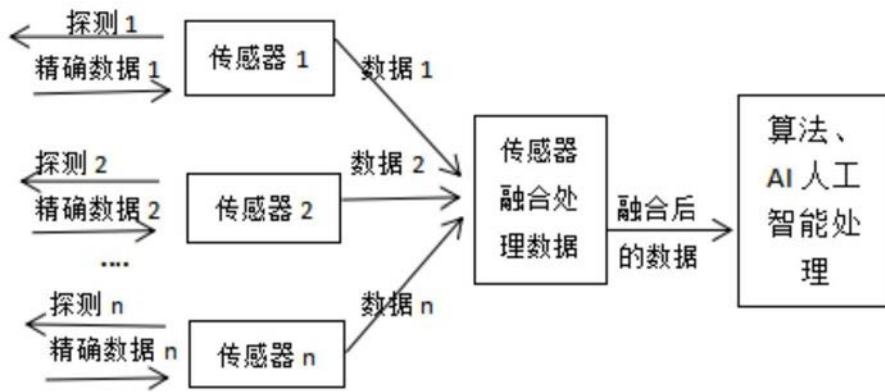 探测 1
精确数据 1
传感器 1
数据 1
探测 2
精确数据 2
传感器 2
数据 2
....
探测 n
精确数据 n
传感器 n
数据 n
传感器
融合处
理数据
融合后
的数据
算法、
AI 人工
智能处
理